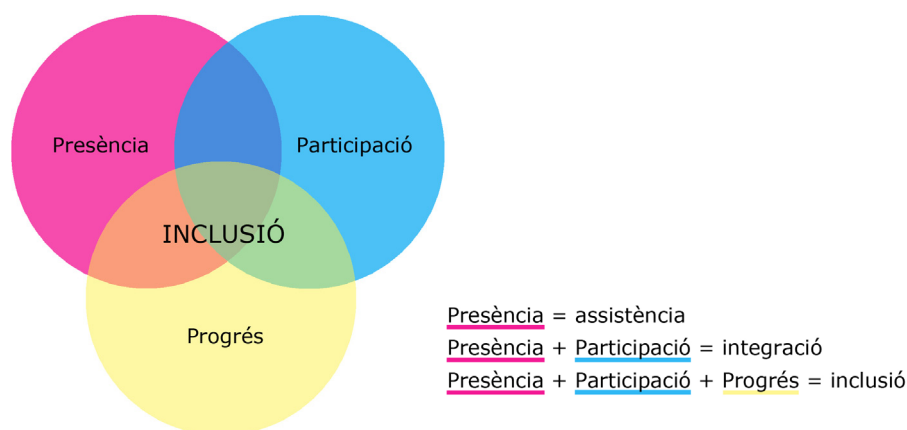 Presència
Participació
INCLUSIÓ
Progrés
Presència = assistència
Presència + Participació = integració
Presència + Participació + Progrés = inclusió